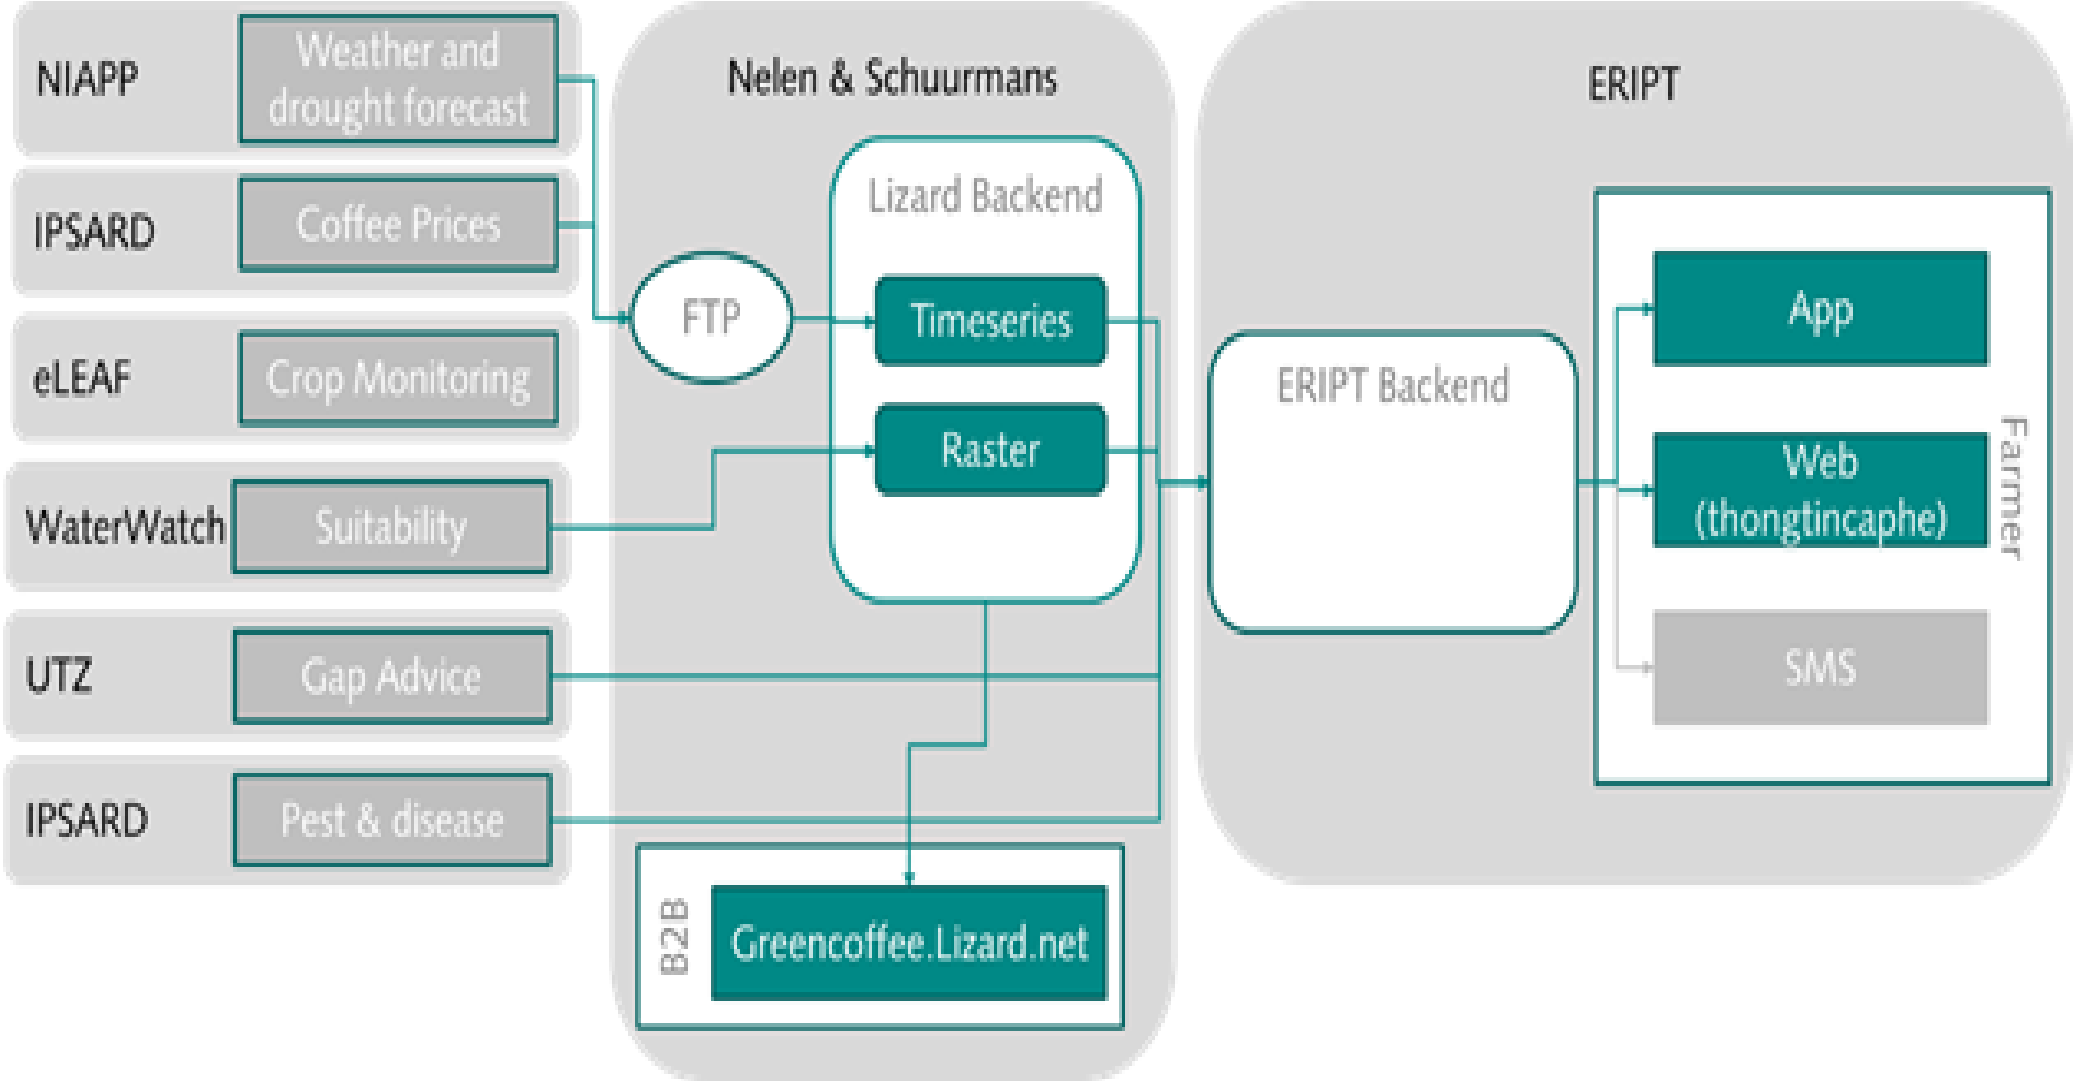 NIAPP
Weather and
drought forecast
IPSARD
Coffee Prices
eLEAF
Crop Monitoring
WaterWatch
Suitability
UTZ
Gap Advice
IPSARD
Pest & disease
Nelen & Schuurmans
Lizard Backend
FTP
Timeseries
Raster
B2B
Greencoffee.Lizard.net
ERIPT
ERIPT Backend
App
Web
(thongtincaphe)
SMS
Farmer